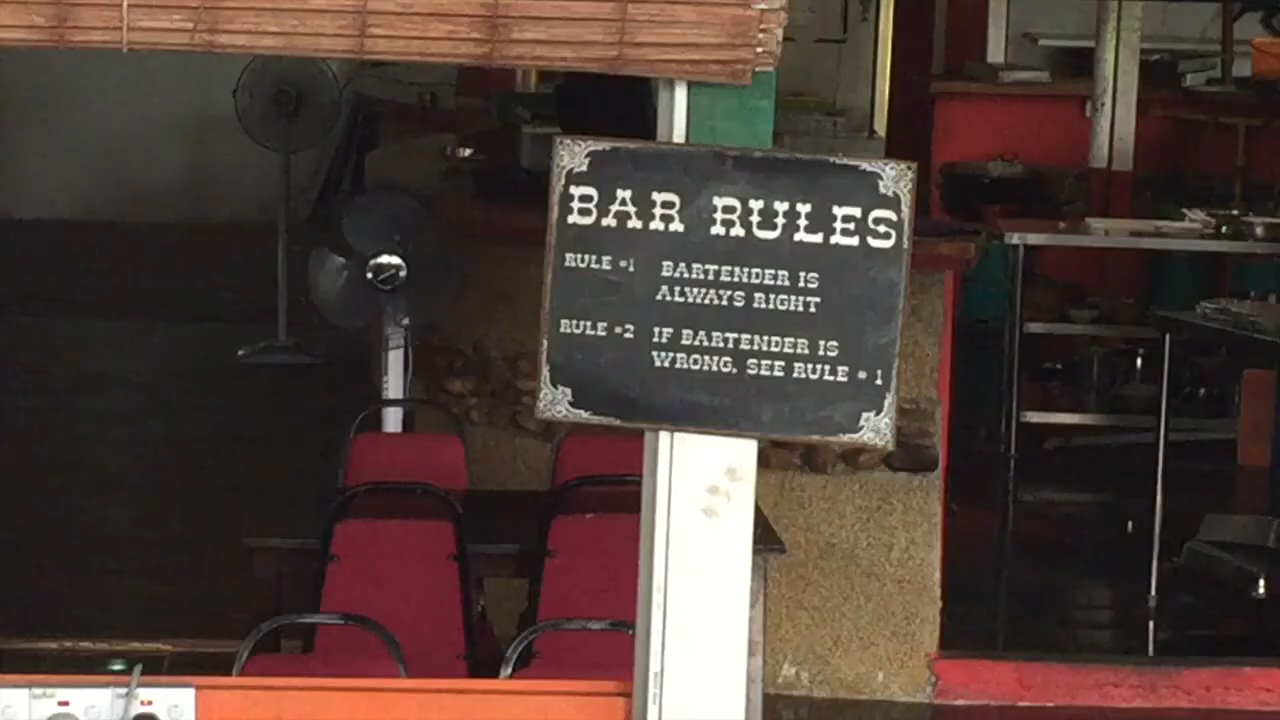 BAR RULES
RULE #1 BARTENDER IS
ALWAYS RIGHT
RULE #2 IF BARTENDER IS
WRONG, SEE RULE # 1